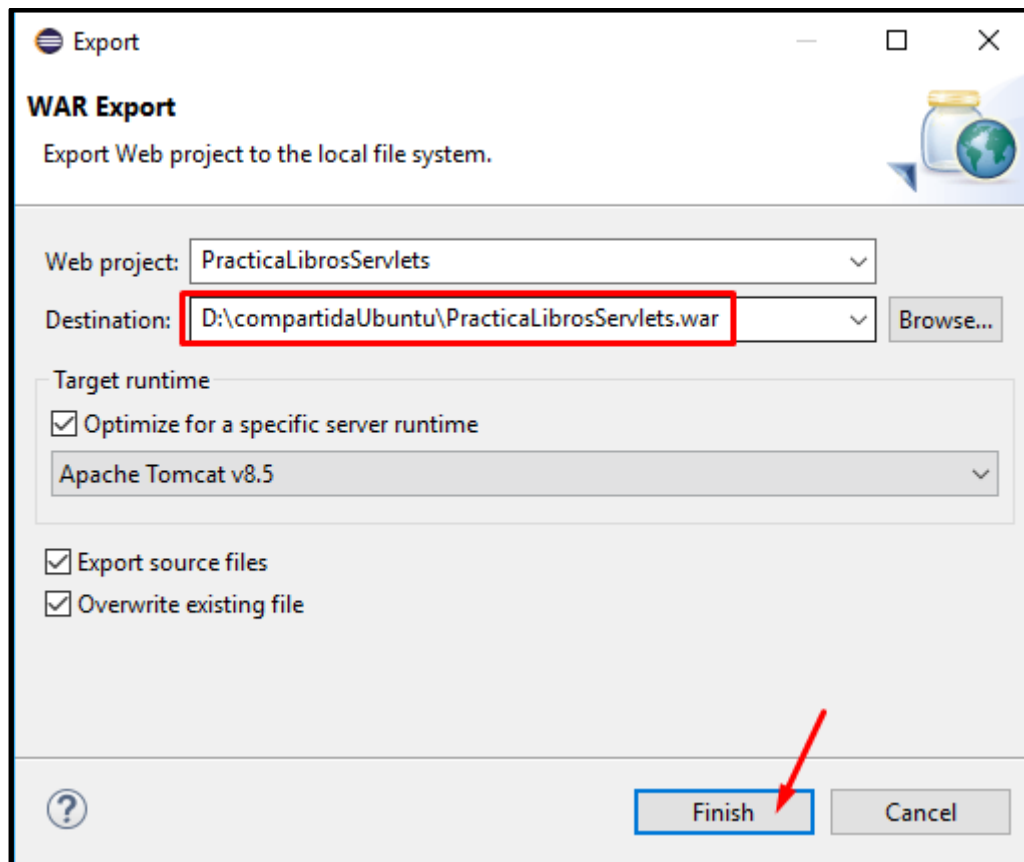 Export
WAR Export
Export Web project to the local file system.
Web project: PracticaLibrosServlets
Destination: D:\compartidaUbuntu\PracticaLibrosServlets.war Browse...
Target runtime
Optimize for a specific server runtime
Apache Tomcat v8.5
Export source files
Overwrite existing file
? Finish Cancel